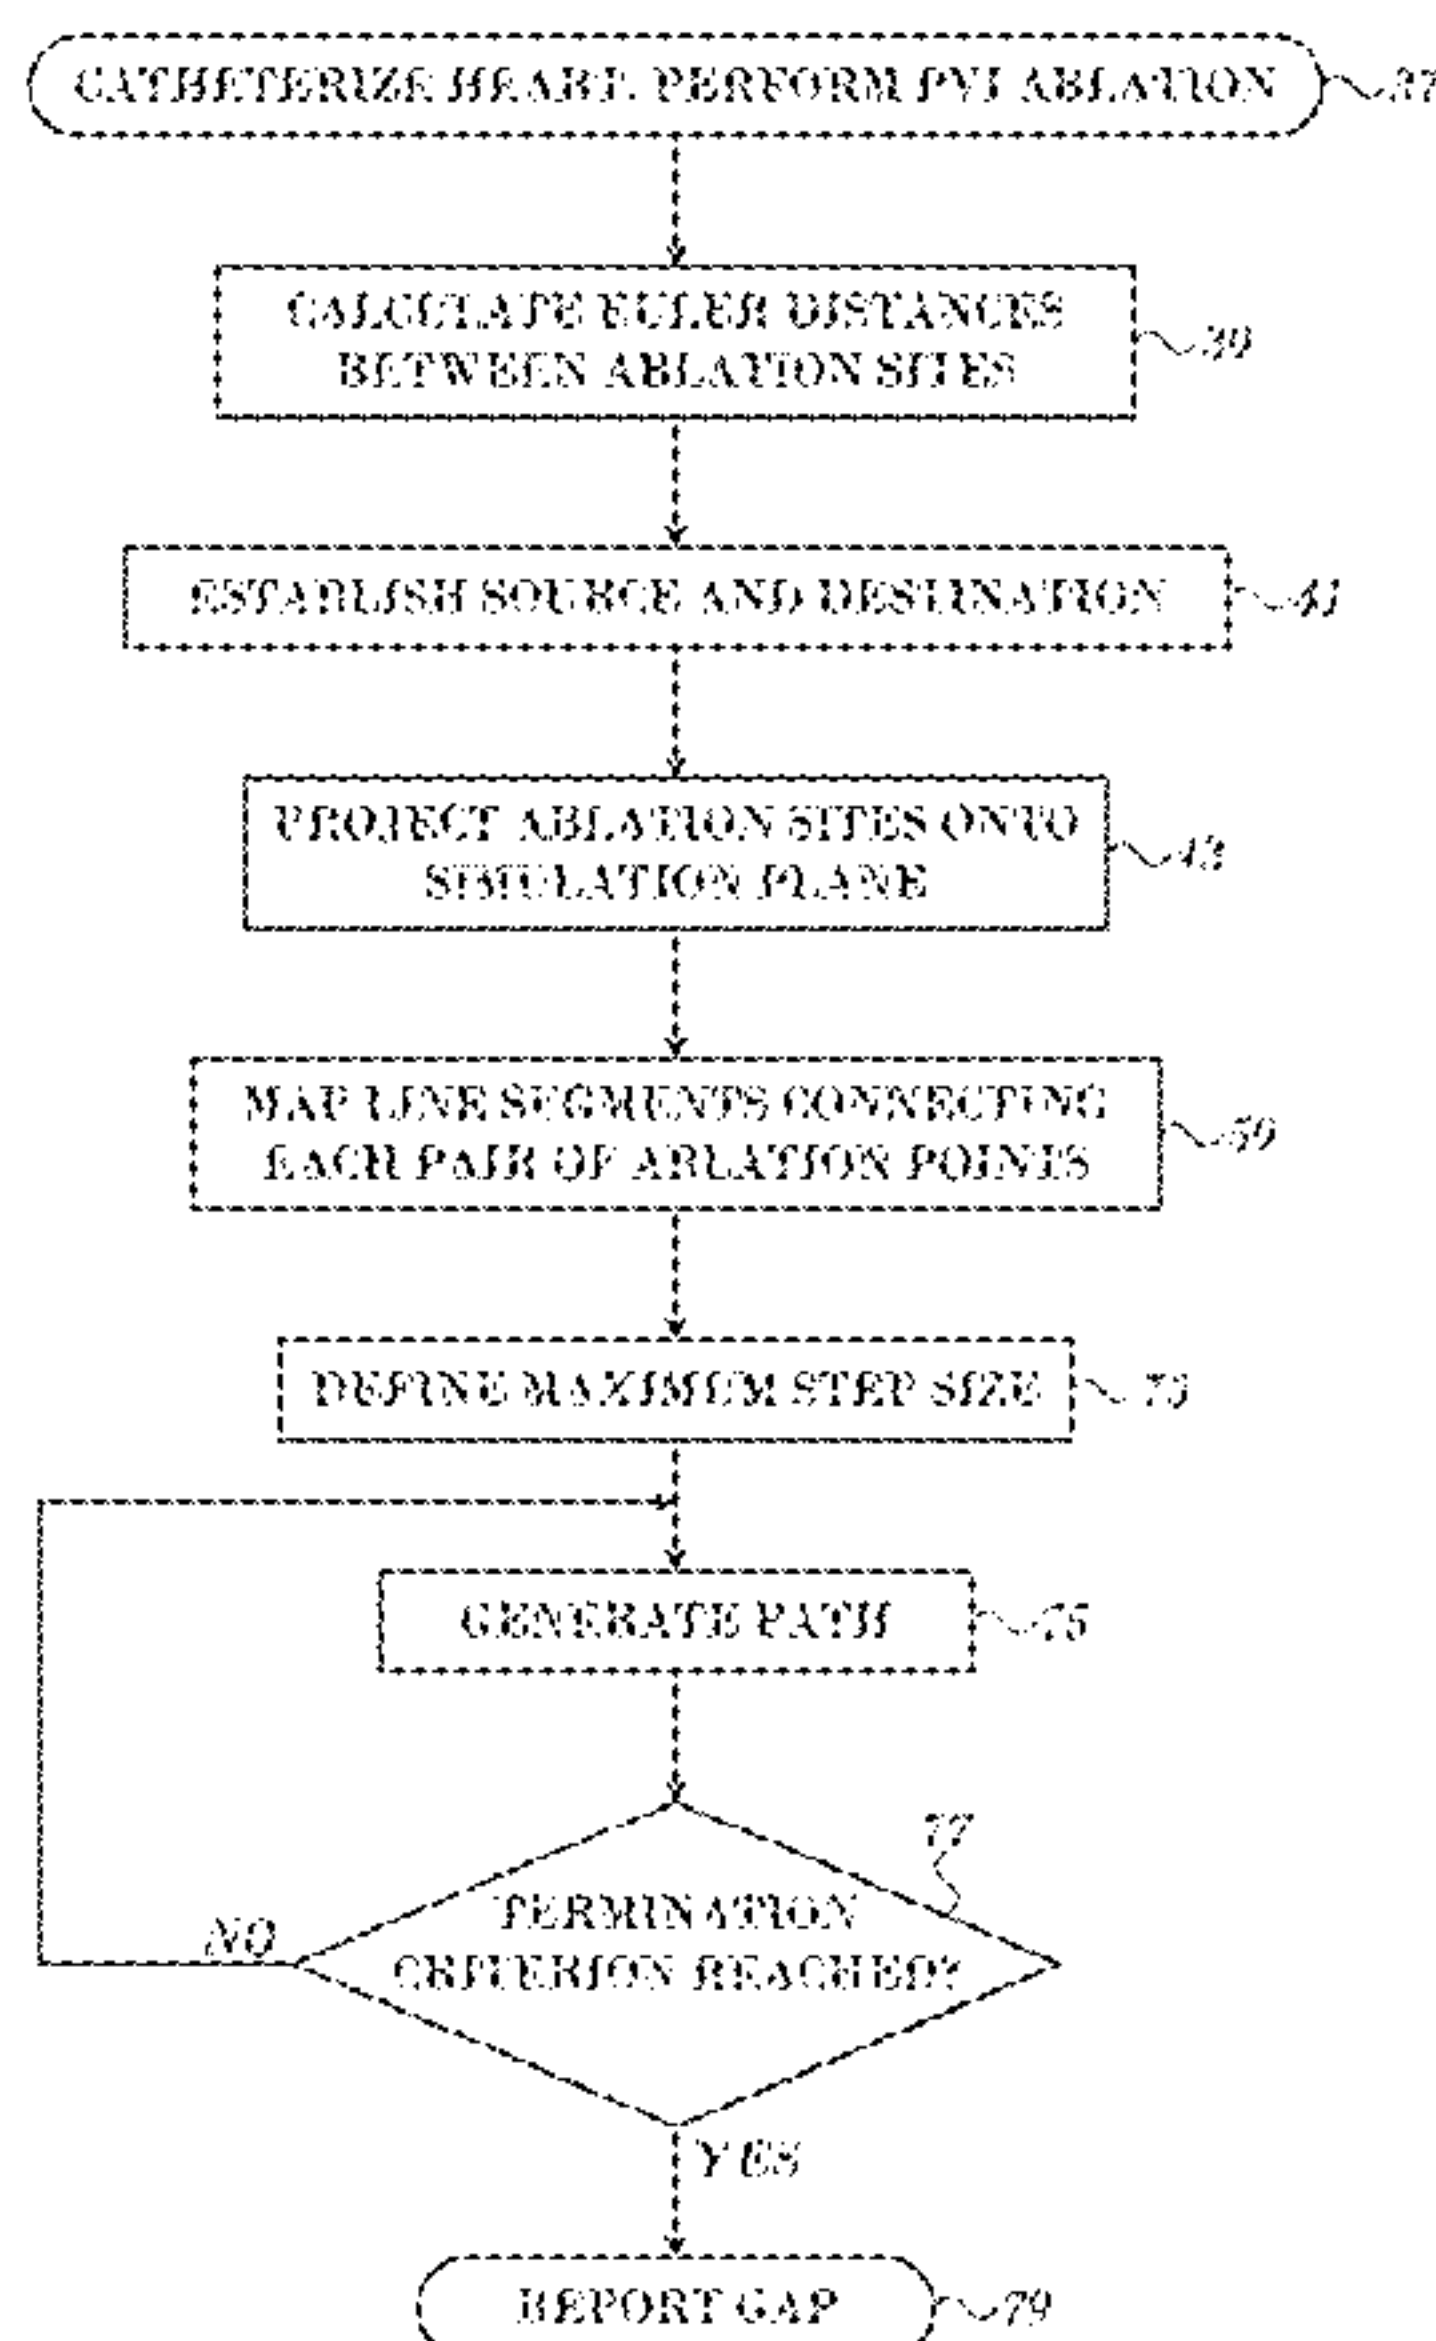 CATHETERIZE HEART. PERFORM PVI ABLATION
37
CALCULATE EULER DISTANCES
BETWEEN ABLATION SITES
39
ESTABLISH SOURCE AND DESTINATION
41
PROJECT ABLATION SITES ONTO
SIMULATION PLANE
43
MAP LINE SEGMENTS CONNECTING
EACH PAIR OF ABLATION POINTS
DEFINE MAXIMUM STEP SIZE
GENERATE PATH
75
77
TERMINATION
CRITERION REACHED?
NO
YES
REPORT GAP
79